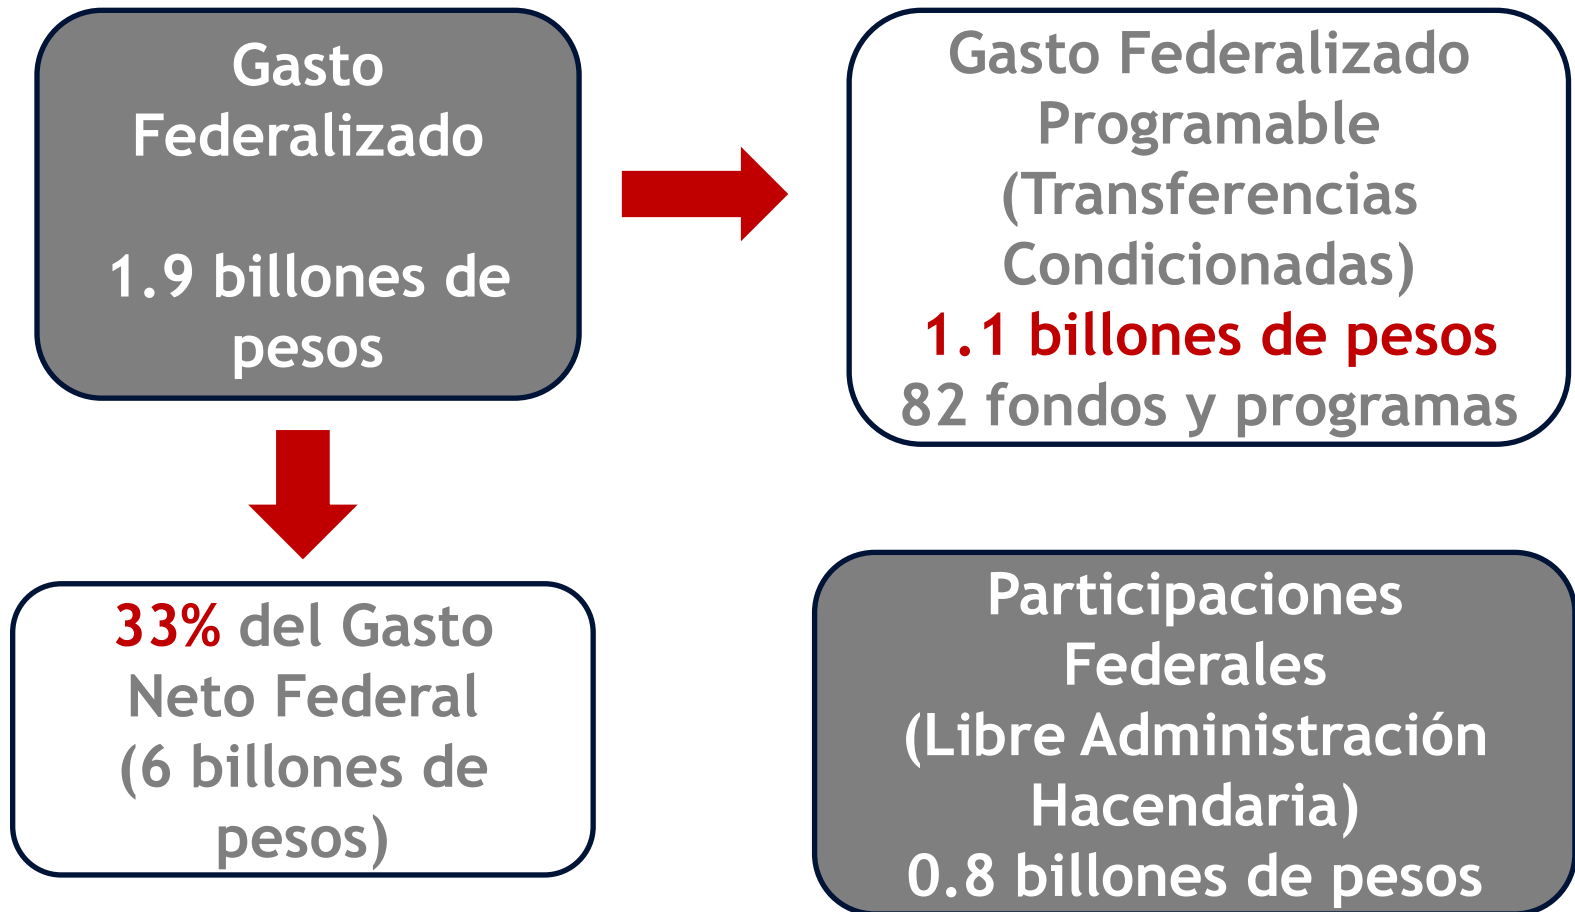 Gasto
Federalizado
1.9 billones de
pesos
Gasto Federalizado
Programable
(Transferencias
Condicionadas)
1.1 billones de pesos
82 fondos y programas
33% del Gasto
Neto Federal
(6 billones de
pesos)
Participaciones
Federales
(Libre Administración
Hacendaria)
0.8 billones de pesos